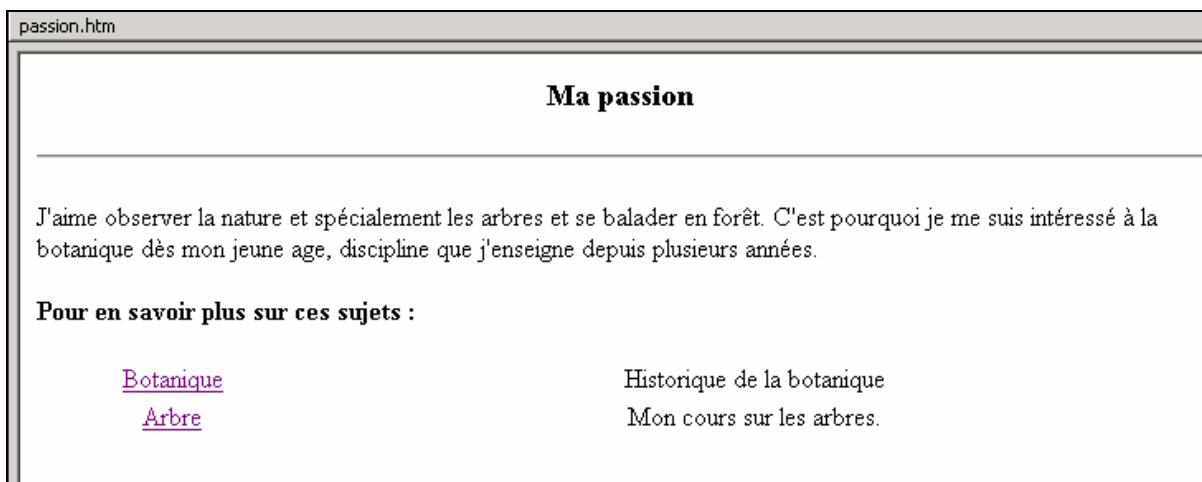 passion.htm
Ma passion
J'aime observer la nature et spécialement les arbres et se balader en forêt. C'est pourquoi je me suis intéressé à la
botanique dès mon jeune age, discipline que j'enseigne depuis plusieurs années.
Pour en savoir plus sur ces sujets :
Botanique Historique de la botanique
Arbre Mon cours sur les arbres.